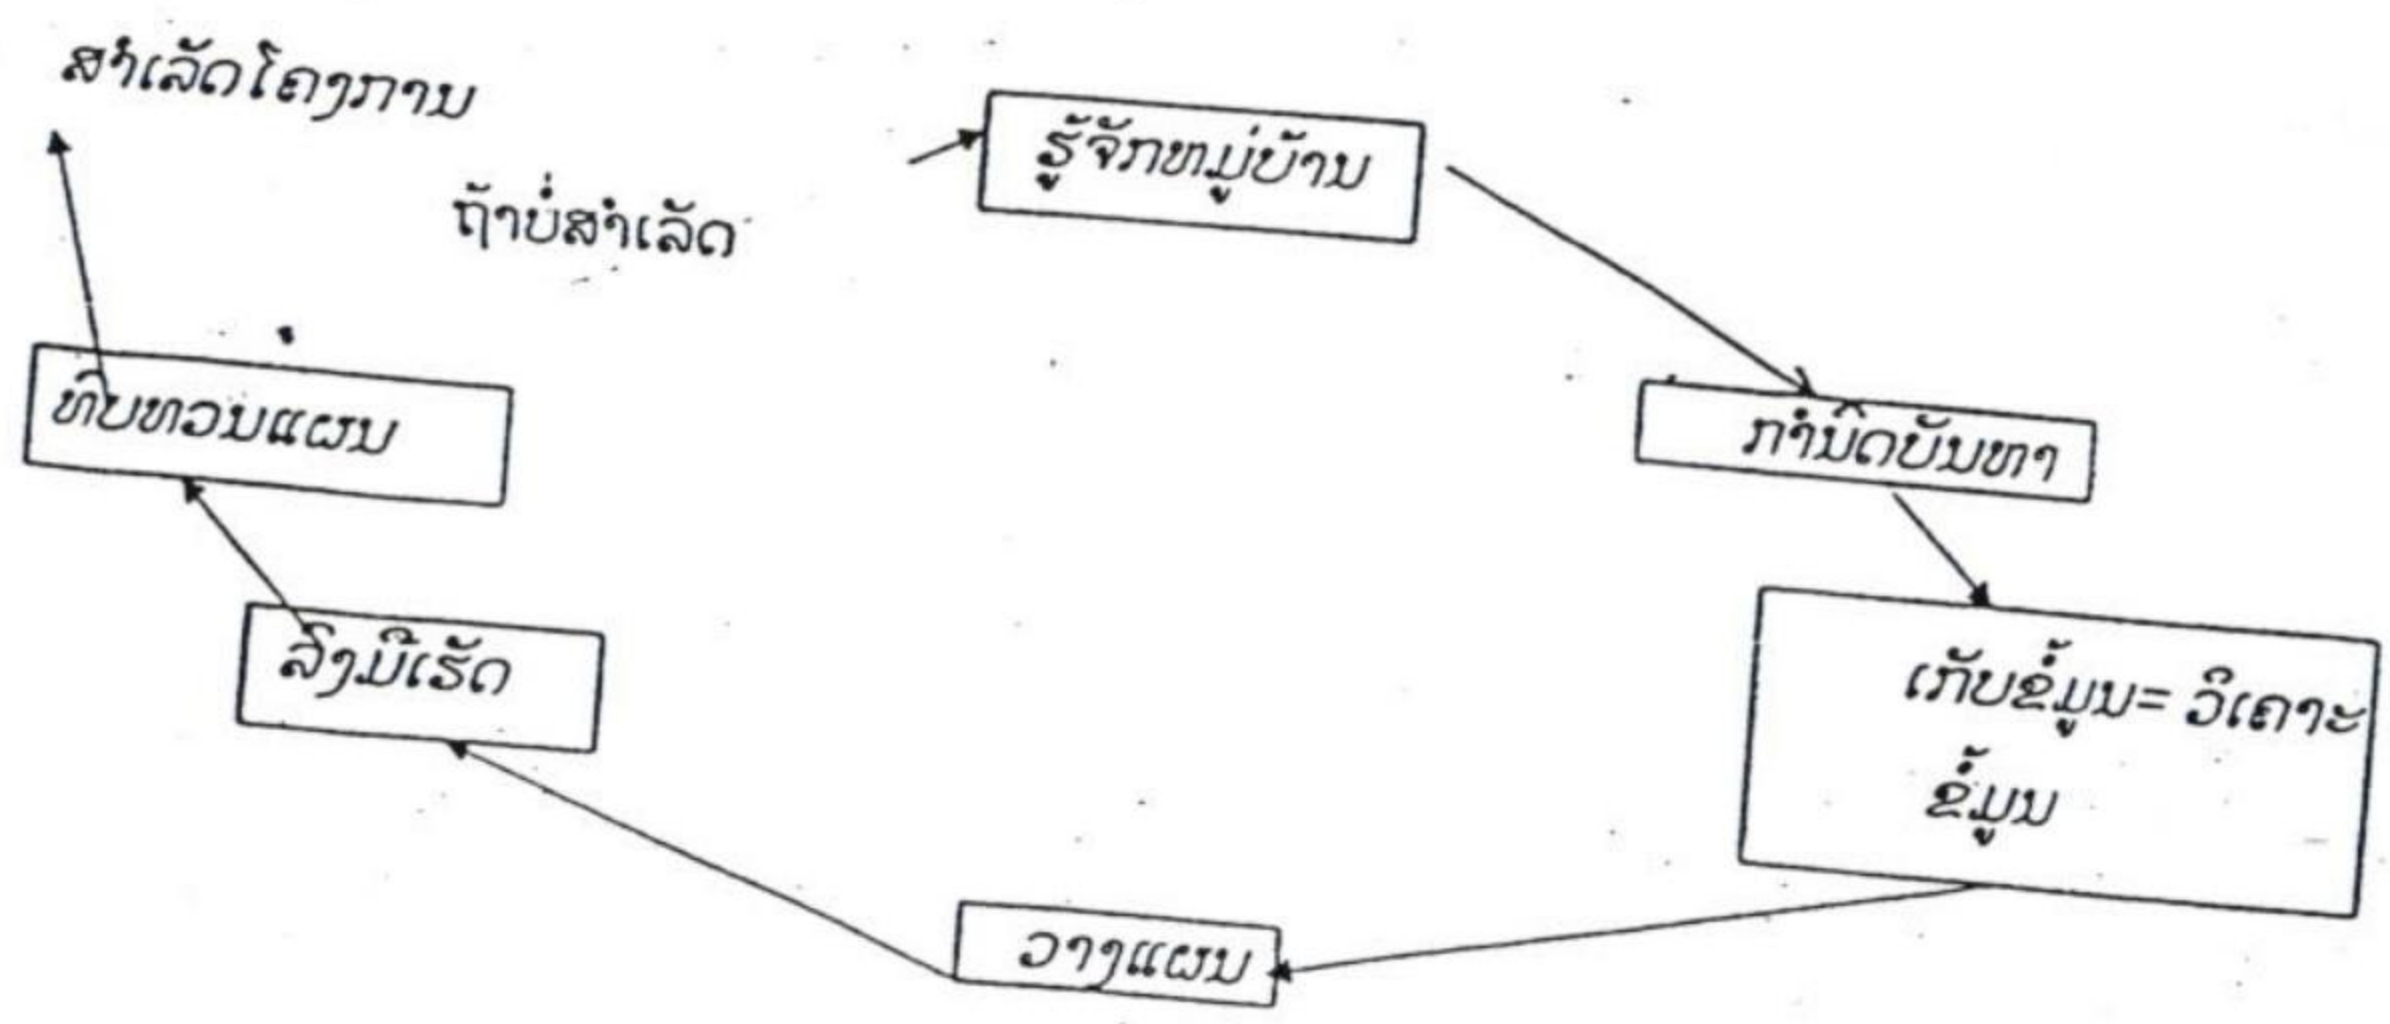 ສຳເລັດໂຄງການ
ຖ້າບໍ່ສຳເລັດ
ຮູ້ຈັກຫມູ່ບ້ານ
ກຳນົດບັນຫາ
ເກັບຂໍ້ມູນ= ວິເຄາະ
ຂໍ້ມູນ
ວາງແຜນ
ລົງມືເຮັດ
ທົບທວນແຜນ